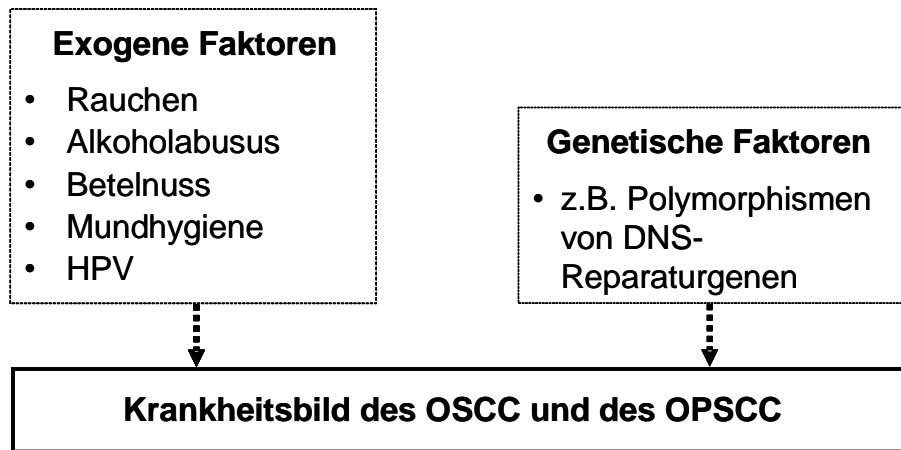 Exogene Faktoren
• Rauchen
• Alkoholabusus
• Betelnuss
• Mundhygiene
• HPV
Genetische Faktoren
• z.B. Polymorphismen
von DNS-
Reparaturgenen
Krankheitsbild des OSCC und des OPSCC